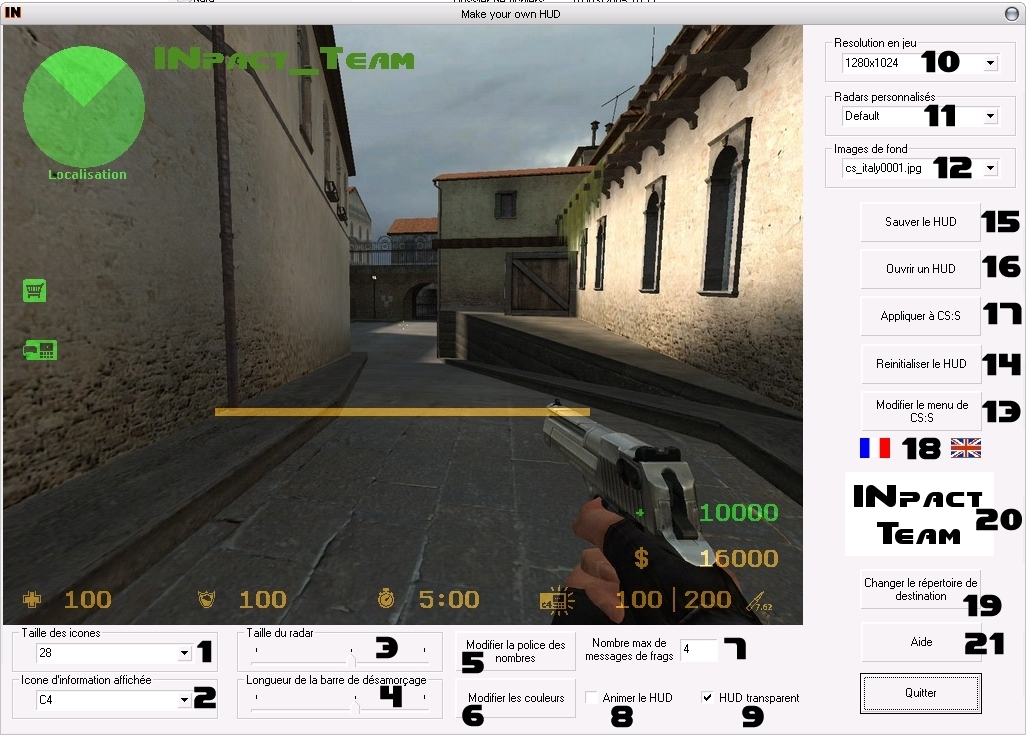 IN
Make your own HUD
INpact_Team
Localisation
+ 10000
$ 16000
100
100
5:00
100|200
7.62
Resolution en jeu
1280x1024
10
Radars personnalisés
Default
11
Images de fond
cs_italy0001.jpg
12
Sauver le HUD
15
Ouvrir un HUD
16
Appliquer à CS:S
17
Reinitialiser le HUD
14
Modifier le menu de
CS:S
13
18
INpact
Team
20
Changer le répertoire de
destination
19
Aide
21
Quitter
Taille des icones
28
1
Icone d'information affichée
C4
2
Taille du radar
3
Longueur de la barre de désamorçage
4
Modifier la police des
nombres
5
Modifier les couleurs
6
Nombre max de
messages de frags
4
7
Animer le HUD
8
HUD transparent
9